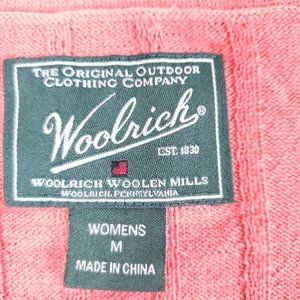 THE ORIGINAL OUTDOOR
CLOTHING COMPANY
Woolrich®
EST. 1830
WOOLRICH WOOLEN MILLS
WOOLRICH, PENNSYLVANIA
WOMENS
M
MADE IN CHINA